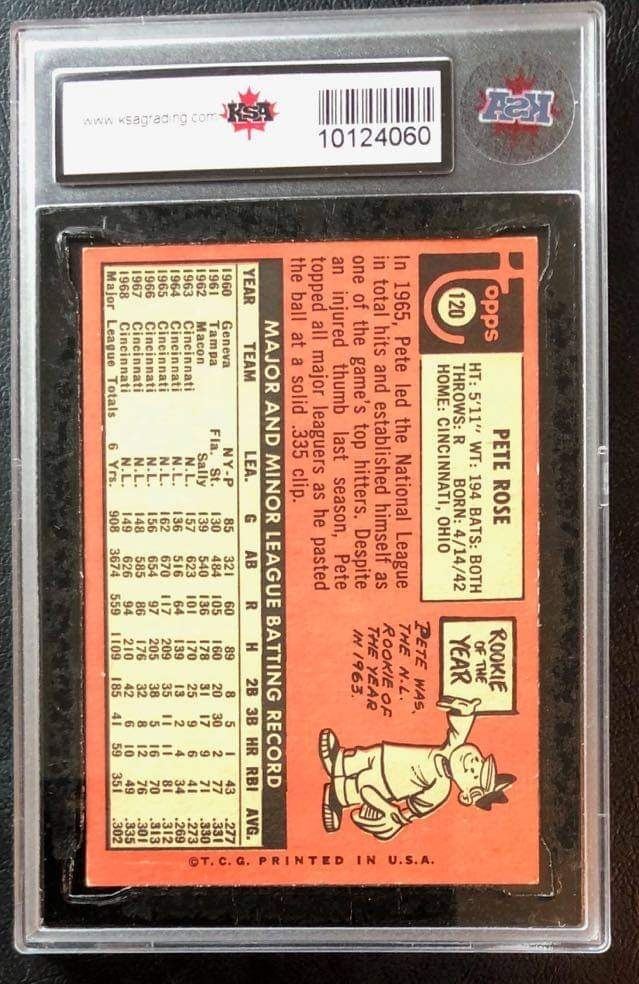 www.ksagrading.com
KSA
10124060
KSA
Topps
120
PETE ROSE
HT: 5'11" WT: 194 BATS: BOTH
THROWS: R BORN: 4/14/42
HOME: CINCINNATI, OHIO
In 1965, Pete led the National League
in total hits and established himself as
one of the game's top hitters. Despite
an injured thumb last season, Pete
topped all major leaguers as he pasted
the ball at a solid .335 clip.
ROOKIE
OF THE
YEAR
PETE WAS
THE N.L.
ROOKIE OF
THE YEAR
IN 1963.
MAJOR AND MINOR LEAGUE BATTING RECORD
YEAR TEAM LEA. G AB R H 2B 3B HR RBI AVG.
1960 Geneva NY-P 85 321 60 89 8 5 1 43 .277
1961 Tampa Fla. St. 130 484 105 160 20 30 2 77 .331
1962 Macon Sally 139 540 136 178 31 17 9 71 .330
1963 Cincinnati N.L. 157 623 101 170 25 9 6 41 .273
1964 Cincinnati N.L. 136 516 64 139 13 2 4 34 .269
1965 Cincinnati N.L. 162 670 117 209 35 11 11 81 .312
1966 Cincinnati N.L. 156 654 97 205 38 5 16 70 .313
1967 Cincinnati N.L. 148 585 86 176 32 8 12 76 .301
1968 Cincinnati N.L. 149 626 94 210 42 6 10 49 .335
Major League Totals 6 Yrs. 908 3674 559 1109 185 41 59 351 .302
©T.C.G. PRINTED IN U.S.A.